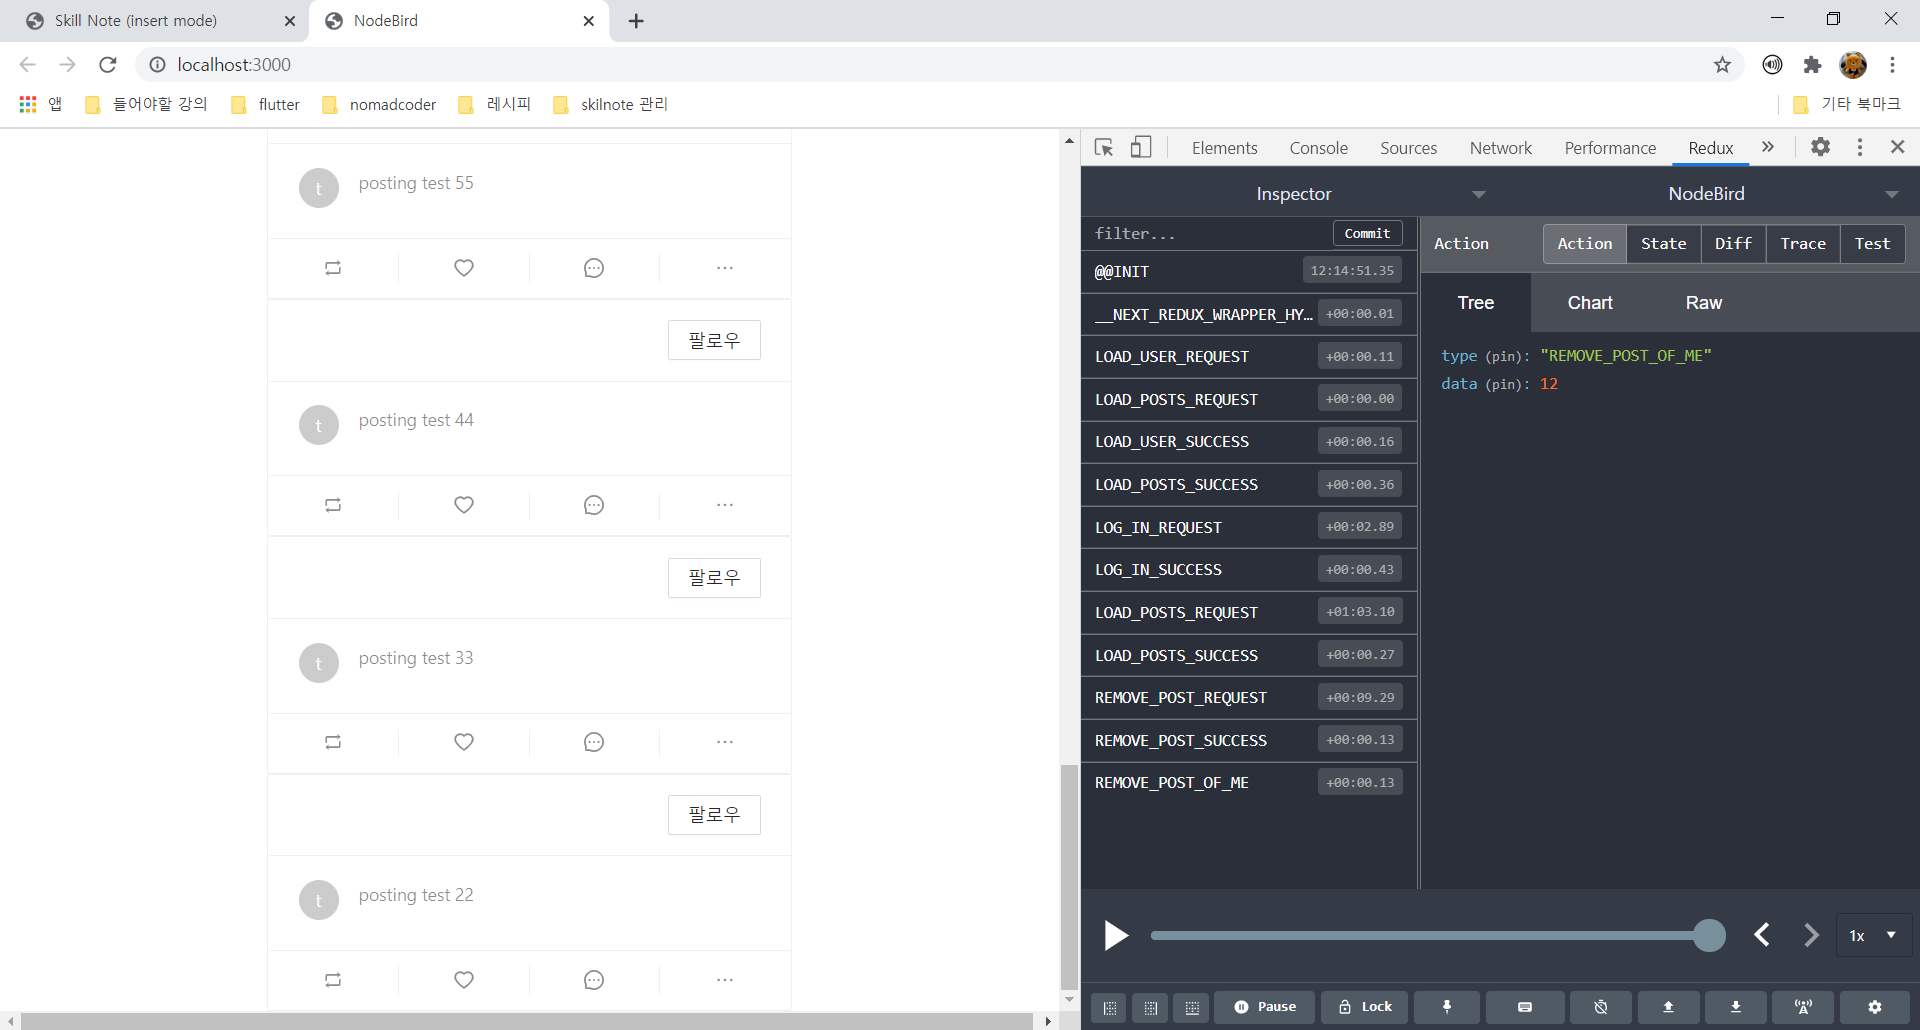 Skill Note (insert mode)
NodeBird
localhost:3000
앱
들어야할 강의
flutter
nomadcoder
레시피
skilnote 관리
기타 북마크
t
posting test 55
팔로우
t
posting test 44
팔로우
t
posting test 33
팔로우
t
posting test 22
Elements
Console
Sources
Network
Performance
Redux
Inspector
NodeBird
filter...
Commit
@@INIT
12:14:51.35
__NEXT_REDUX_WRAPPER_HY...
+00:00.01
LOAD_USER_REQUEST
+00:00.11
LOAD_POSTS_REQUEST
+00:00.00
LOAD_USER_SUCCESS
+00:00.16
LOAD_POSTS_SUCCESS
+00:00.36
LOG_IN_REQUEST
+00:02.89
LOG_IN_SUCCESS
+00:00.43
LOAD_POSTS_REQUEST
+01:03.10
LOAD_POSTS_SUCCESS
+00:00.27
REMOVE_POST_REQUEST
+00:09.29
REMOVE_POST_SUCCESS
+00:00.13
REMOVE_POST_OF_ME
+00:00.13
Action
Action
State
Diff
Trace
Test
Tree
Chart
Raw
type (pin): "REMOVE_POST_OF_ME"
data (pin): 12
1x
Pause
Lock